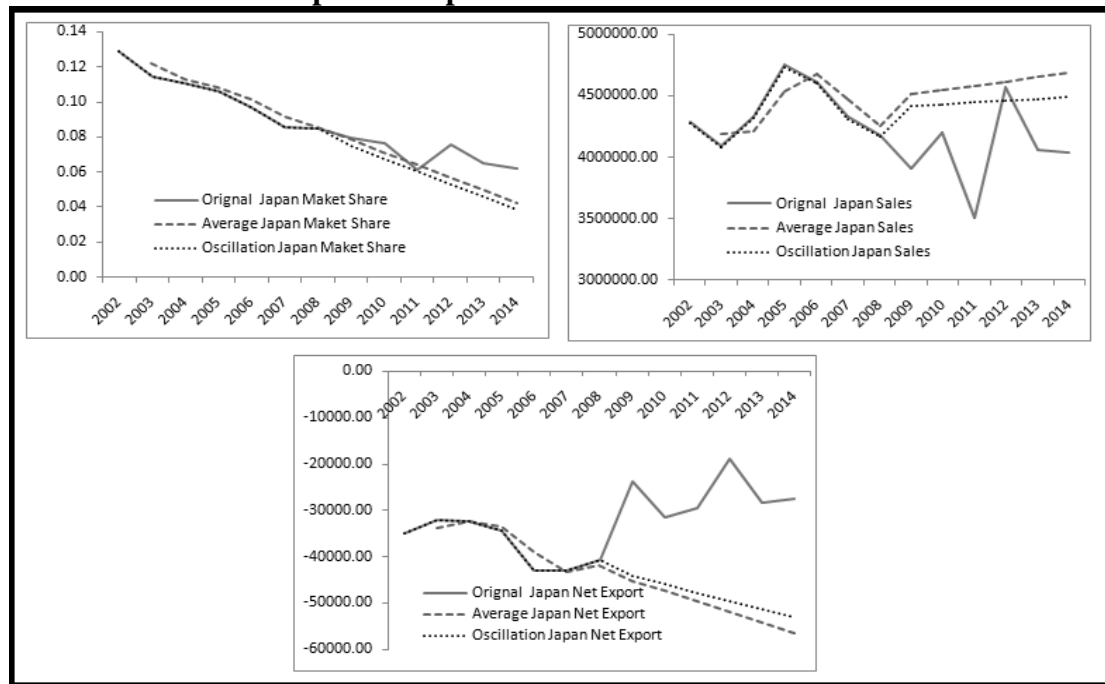 0.14
0.12
0.10
0.08
0.06
0.04
0.02
0.00
Orignal Japan Maket Share
Average Japan Maket Share
Oscillation Japan Maket Share
2002 2003 2004 2005 2006 2007 2008 2009 2010 2011 2012 2013 2014
5000000.00
4500000.00
4000000.00
3500000.00
3000000.00
Orignal Japan Sales
Average Japan Sales
Oscillation Japan Sales
2002 2003 2004 2005 2006 2007 2008 2009 2010 2011 2012 2013 2014
0.00
-10000.00
-20000.00
-30000.00
-40000.00
-50000.00
-60000.00
2002 2003 2004 2005 2006 2007 2008 2009 2010 2011 2012 2013 2014
Orignal Japan Net Export
Average Japan Net Export
Oscillation Japan Net Export